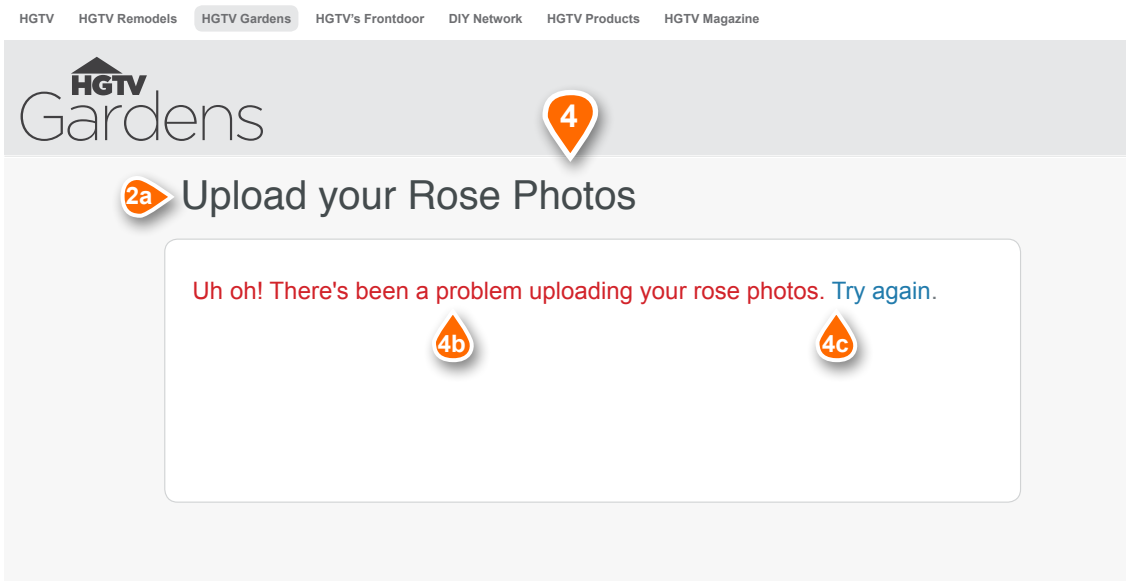 HGTV HGTV Remodels HGTV Gardens HGTV's Frontdoor DIY Network HGTV Products HGTV Magazine
HGTV
Gardens
4
2a Upload your Rose Photos
Uh oh! There's been a problem uploading your rose photos. Try again.
4b 4c